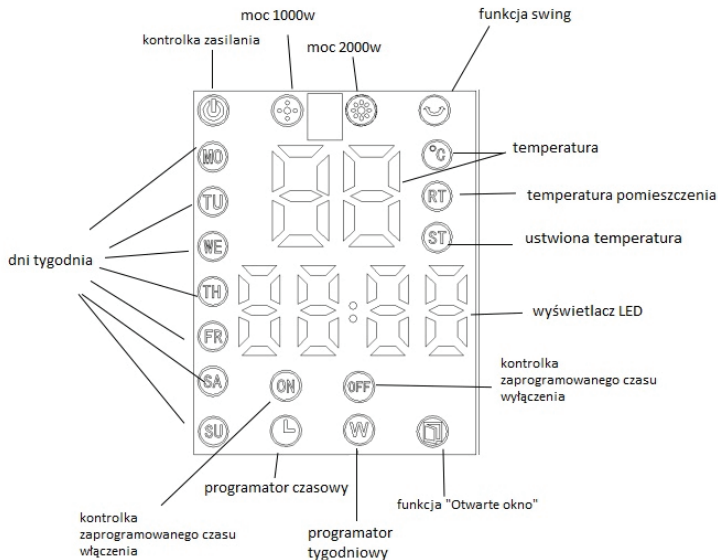 moc 1000w
funkcja swing
kontrolka zasilania
moc 2000w
MO
°C
temperatura
TU
RT
temperatura pomieszczenia
WE
ST
ustwiona temperatura
dni tygodnia
TH
88:88
wyświetlacz LED
FR
SA
ON
OFF
kontrolka
zaprogramowanego czasu
wyłączenia
SU
W
programator czasowy
funkcja "Otwarte okno"
kontrolka
zaprogramowanego czasu
włączenia
programator
tygodniowy